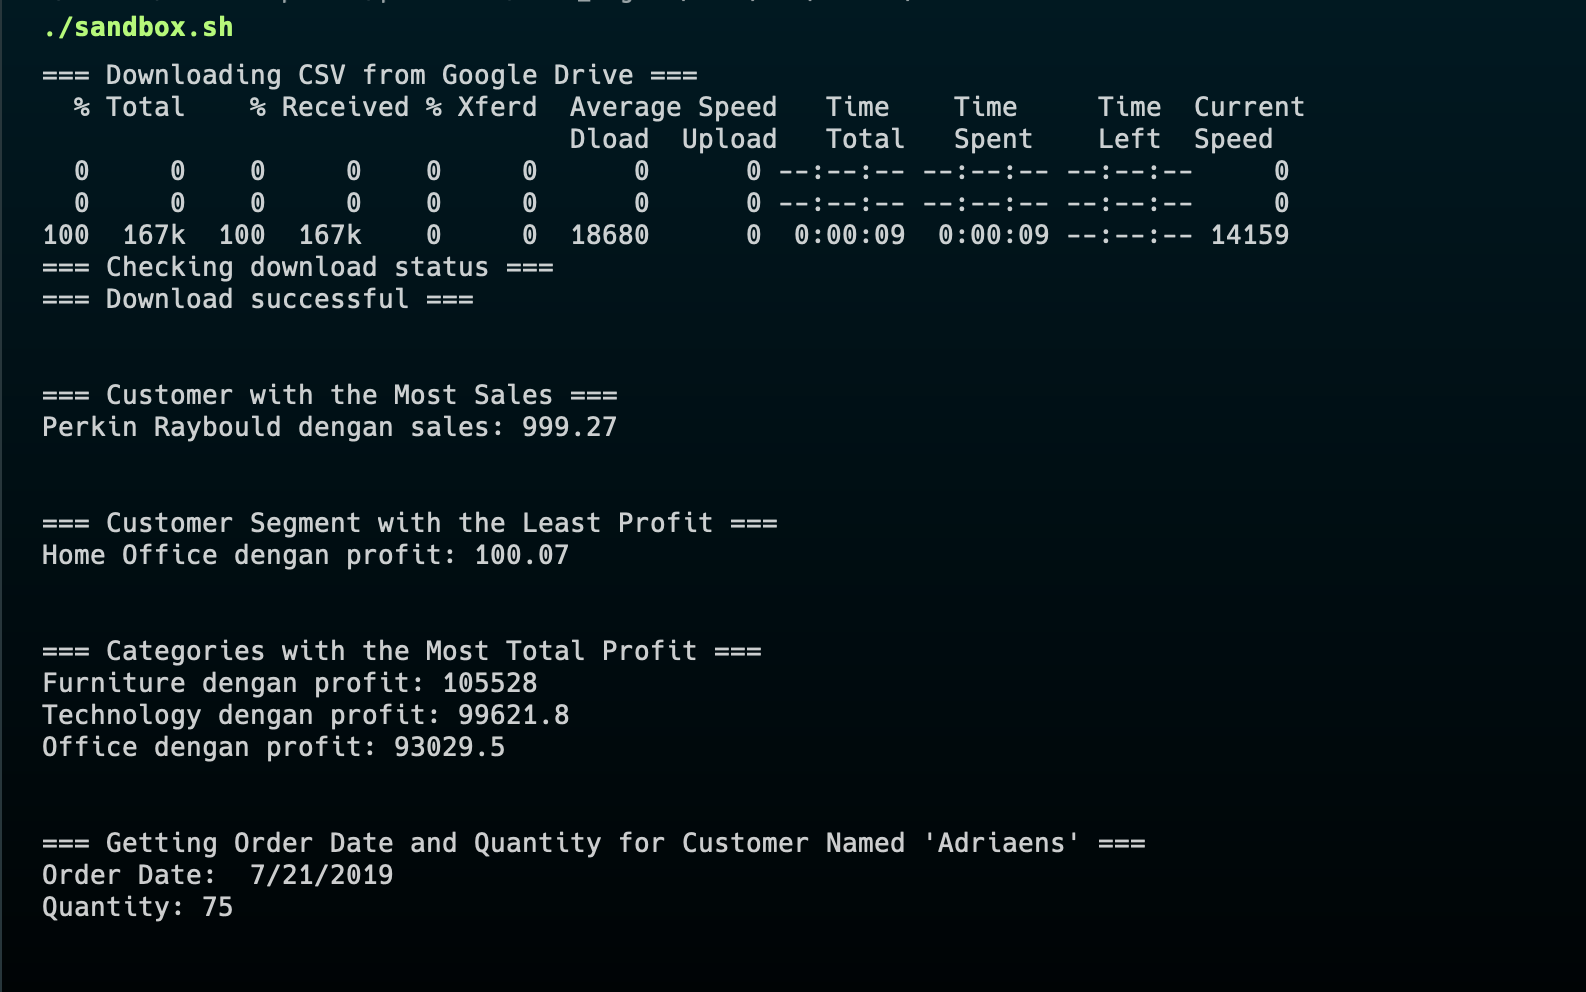 ./sandbox.sh
=== Downloading CSV from Google Drive ===
  % Total    % Received % Xferd  Average Speed   Time    Time     Time  Current
                                 Dload  Upload   Total   Spent    Left  Speed
  0     0    0     0    0     0      0      0 --:--:-- --:--:-- --:--:--     0
  0     0    0     0    0     0      0      0 --:--:-- --:--:-- --:--:--     0
100  167k  100  167k    0     0  18680      0  0:00:09  0:00:09 --:--:-- 14159
=== Checking download status ===
=== Download successful ===
=== Customer with the Most Sales ===
Perkin Raybould dengan sales: 999.27
=== Customer Segment with the Least Profit ===
Home Office dengan profit: 100.07
=== Categories with the Most Total Profit ===
Furniture dengan profit: 105528
Technology dengan profit: 99621.8
Office dengan profit: 93029.5
=== Getting Order Date and Quantity for Customer Named 'Adriaens' ===
Order Date:  7/21/2019
Quantity: 75